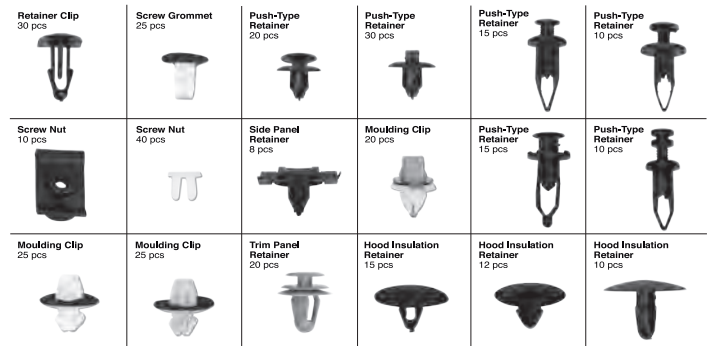 Retainer Clip
30 pcs
Screw Grommet
25 pcs
Push-Type
Retainer
20 pcs
Push-Type
Retainer
30 pcs
Push-Type
Retainer
15 pcs
Push-Type
Retainer
10 pcs
Screw Nut
10 pcs
Screw Nut
40 pcs
Side Panel
Retainer
8 pcs
Moulding Clip
20 pcs
Push-Type
Retainer
15 pcs
Push-Type
Retainer
10 pcs
Moulding Clip
25 pcs
Moulding Clip
25 pcs
Trim Panel
Retainer
20 pcs
Hood Insulation
Retainer
15 pcs
Hood Insulation
Retainer
12 pcs
Hood Insulation
Retainer
10 pcs